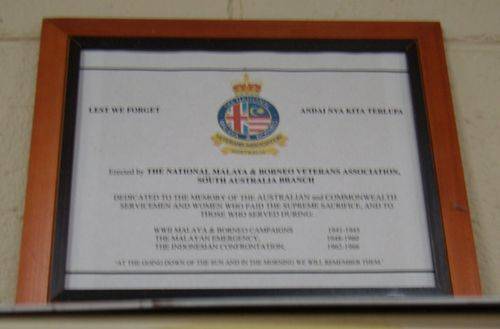 LEST WE FORGET
ANDAI NYA KITA TERLUPA
Erected by THE NATIONAL MALAYA & BORNEO VETERANS ASSOCIATION,
SOUTH AUSTRALIA BRANCH
DEDICATED TO THE MEMORY OF THE AUSTRALIAN and COMMONWEALTH
SERVICEMEN AND WOMEN WHO PAID THE SUPREME SACRIFICE, AND TO
THOSE WHO SERVED DURING:
WWII MALAYA & BORNEO CAMPAIGNS 1941-1945
THE MALAYAN EMERGENCY, 1948-1960
THE INDONESIAN CONFRONTATION, 1962-1966
"AT THE GOING DOWN OF THE SUN AND IN THE MORNING WE WILL REMEMBER THEM."